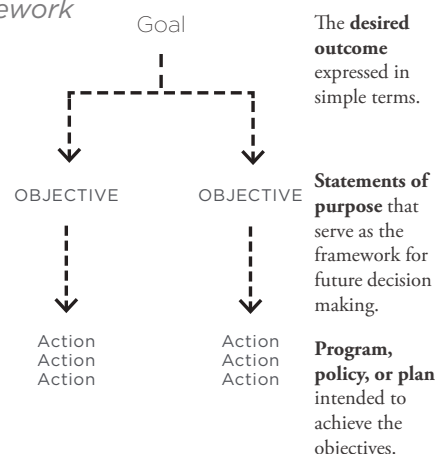 ework
Goal
The desired
outcome
expressed in
simple terms.
OBJECTIVE
OBJECTIVE
Statements of
purpose that
serve as the
framework for
future decision
making.
Action
Action
Action
Action
Action
Action
Program,
policy, or plan
intended to
achieve the
objectives.